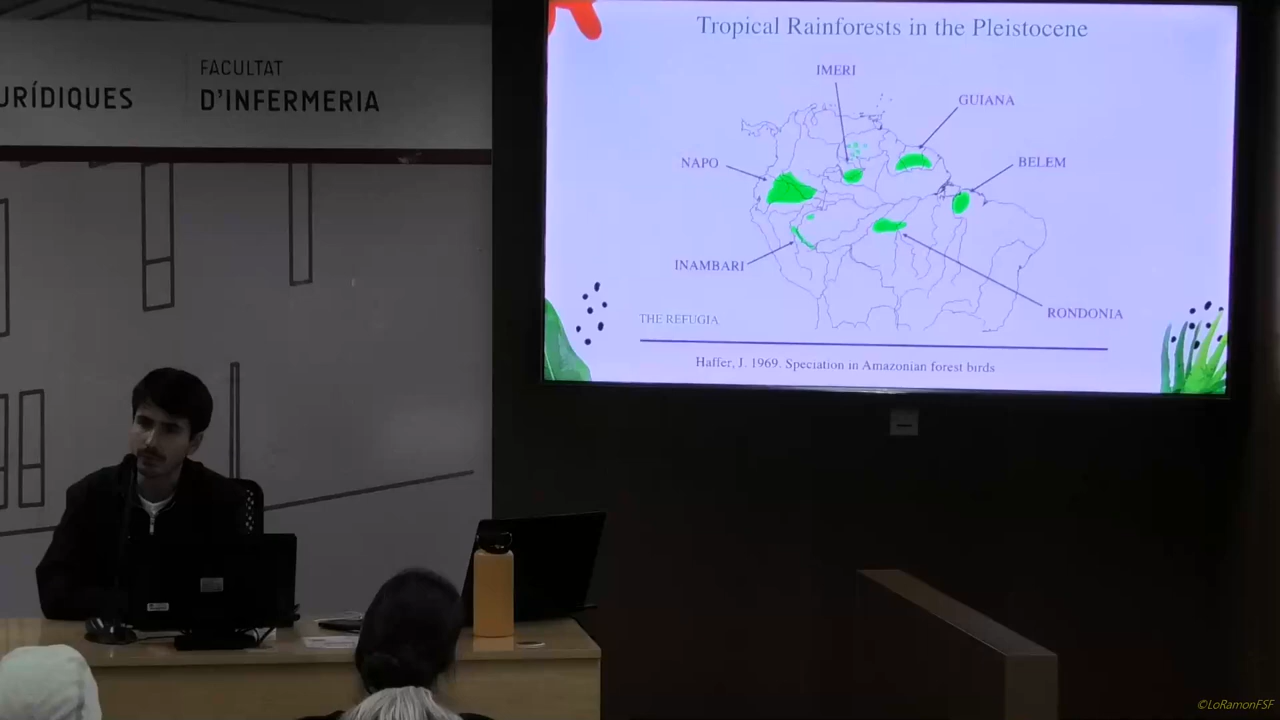 URÍDIQUES
FACULTAT
D'INFERMERIA
Tropical Rainforests in the Pleistocene
IMERI
GUIANA
NAPO
BELEM
INAMBARI
RONDONIA
THE REFUGIA
Haffer, J. 1969. Speciation in Amazonian forest birds
©LoRamonFSF